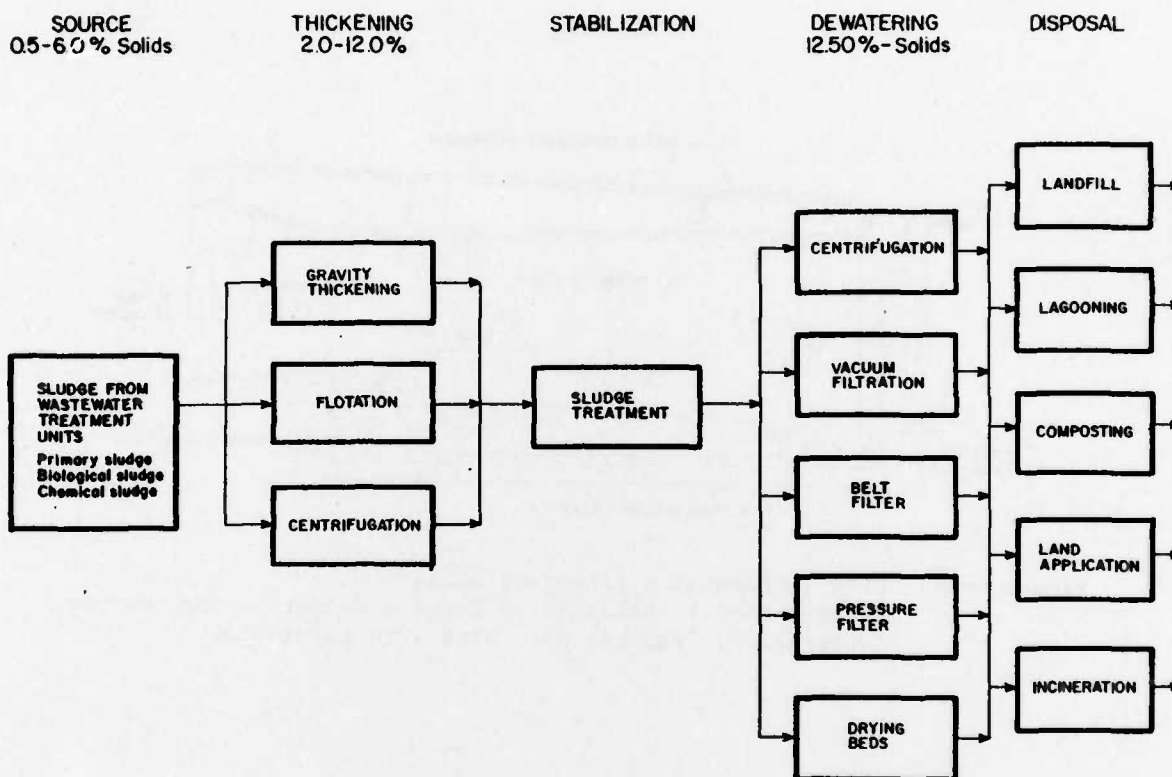 SOURCE
0.5-6.0% Solids
THICKENING
2.0-12.0%
STABILIZATION
DEWATERING
12.50%-Solids
DISPOSAL
SLUDGE FROM
WASTEWATER
TREATMENT
UNITS
Primary sludge
Biological sludge
Chemical sludge
GRAVITY
THICKENING
FLOTATION
CENTRIFUGATION
SLUDGE
TREATMENT
CENTRIFUGATION
VACUUM
FILTRATION
BELT
FILTER
PRESSURE
FILTER
DRYING
BEDS
LANDFILL
LAGOONING
COMPOSTING
LAND
APPLICATION
INCINERATION